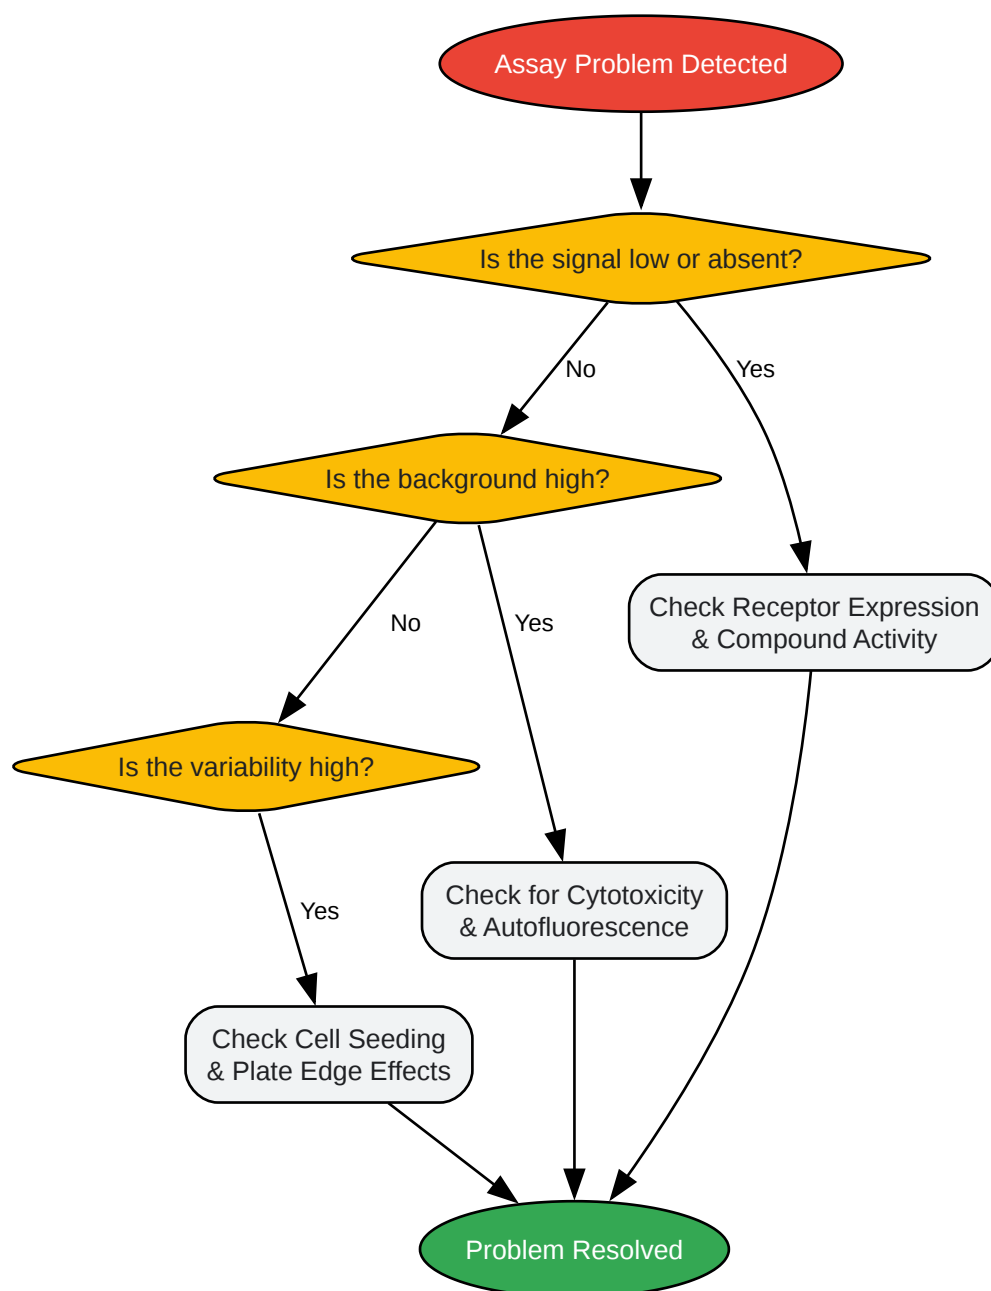 Assay Problem Detected
Is the signal low or absent?
No
Yes
Is the background high?
No
Yes
Check Receptor Expression
& Compound Activity
Is the variability high?
Yes
Check for Cytotoxicity
& Autofluorescence
Check Cell Seeding
& Plate Edge Effects
Problem Resolved